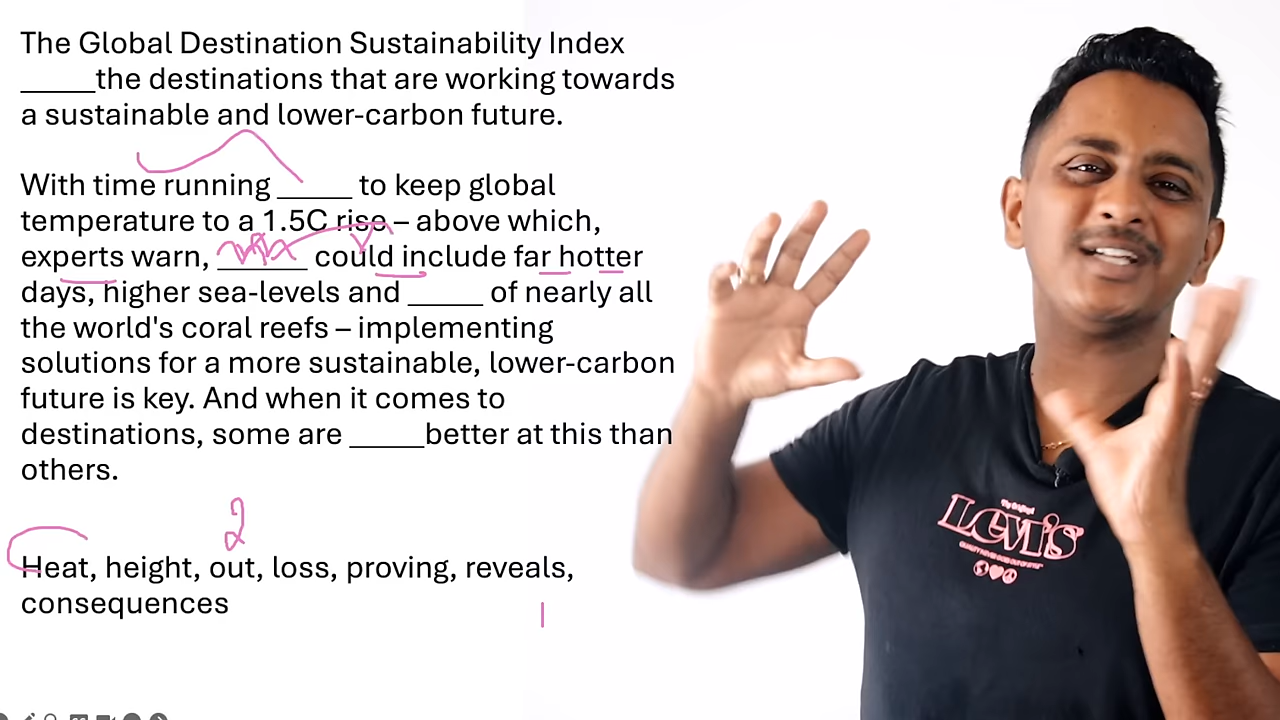 The Global Destination Sustainability Index
_____the destinations that are working towards
a sustainable and lower-carbon future.
With time running _____ to keep global
temperature to a 1.5C rise – above which,
experts warn, ______ could include far hotter
days, higher sea-levels and _____ of nearly all
the world's coral reefs – implementing
solutions for a more sustainable, lower-carbon
future is key. And when it comes to
destinations, some are _____better at this than
others.
2
Heat, height, out, loss, proving, reveals,
consequences
1
Levi's